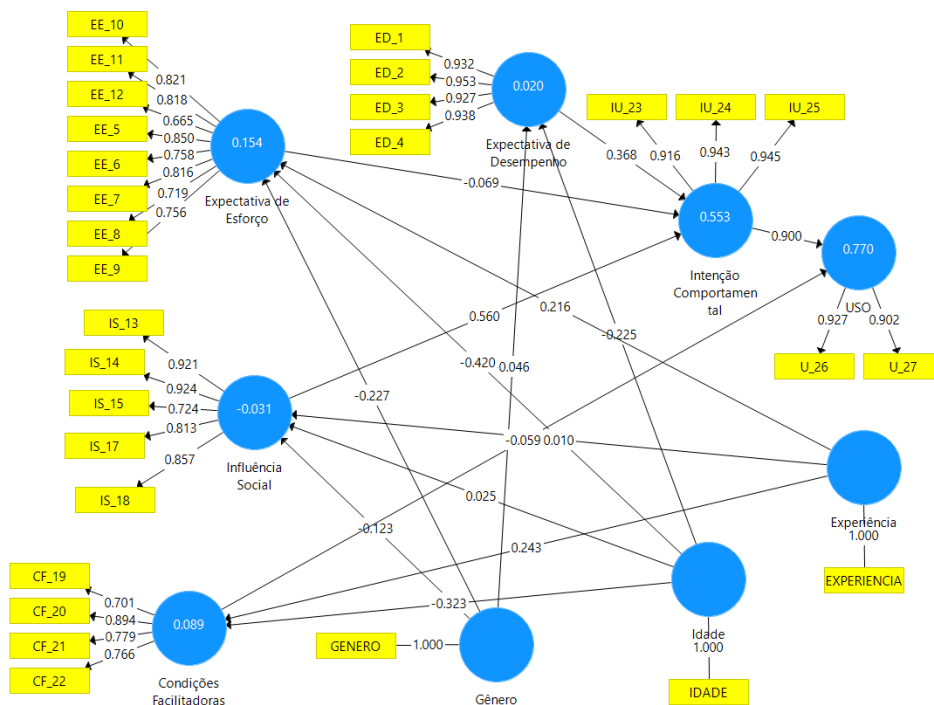 EE_10
EE_11
EE_12
EE_5
EE_6
EE_7
EE_8
EE_9
0.821
0.818
0.665
0.850
0.758
0.816
0.719
0.756
0.154
Expectativa de
Esforço
ED_1
ED_2
ED_3
ED_4
0.932
0.953
0.927
0.938
0.020
Expectativa de
Desempenho
IU_23
IU_24
IU_25
0.916
0.943
0.945
0.368
-0.069
0.553
Intenção
Comportamen
tal
0.900
0.770
USO
0.927
0.902
U_26
U_27
0.560
0.216
-0.225
-0.420
0.046
-0.227
IS_13
IS_14
IS_15
IS_17
IS_18
0.921
0.924
0.724
0.813
0.857
-0.031
Influência
Social
-0.059
0.010
0.025
-0.123
0.243
-0.323
Experiência
1.000
EXPERIENCIA
CF_19
CF_20
CF_21
CF_22
0.701
0.894
0.779
0.766
0.089
Condições
Facilitadoras
GENERO
1.000
Gênero
Idade
1.000
IDADE